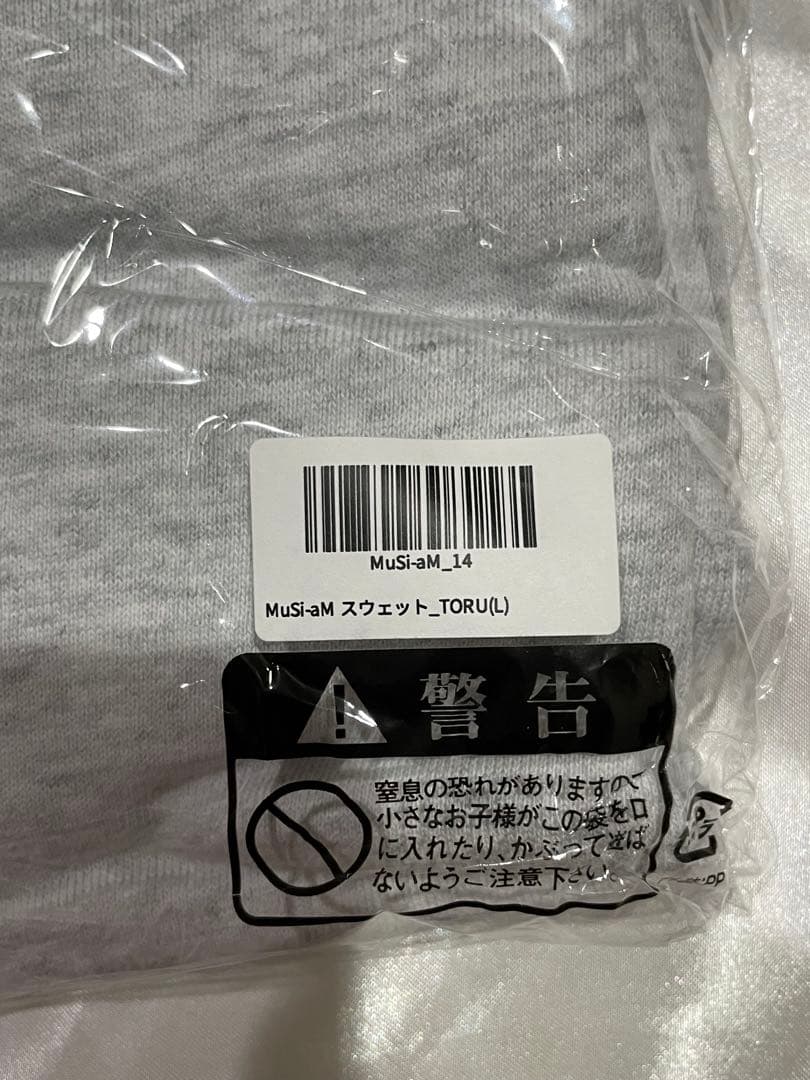 MuSi-aM_14
MuSi-aM スウェット_TORU(L)
警告
窒息の恐れがありますので
小さなお子様がこの袋を口
に入れたり、かぶって遊ば
ないようご注意下さい。
プラ
PP